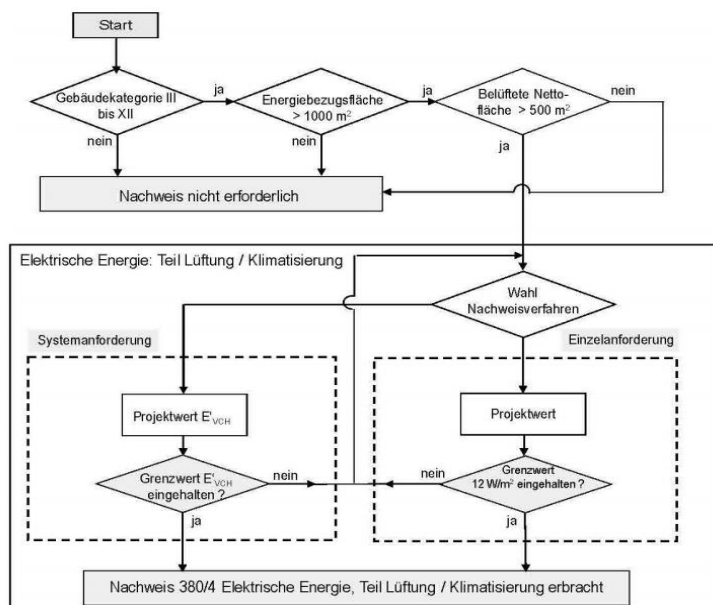 Start
Gebäudekategorie III
bis XII
ja
Energiebezugsfläche
> 1000 m²
ja
Belüftete Netto-
fläche > 500 m²
nein
nein
nein
ja
Nachweis nicht erforderlich
Elektrische Energie: Teil Lüftung / Klimatisierung
Wahl
Nachweisverfahren
Systemanforderung
Einzelanforderung
Projektwert E'VCH
Projektwert
Grenzwert E'VCH
eingehalten ?
nein
nein
Grenzwert
12 W/m² eingehalten ?
ja
ja
Nachweis 380/4 Elektrische Energie, Teil Lüftung / Klimatisierung erbracht